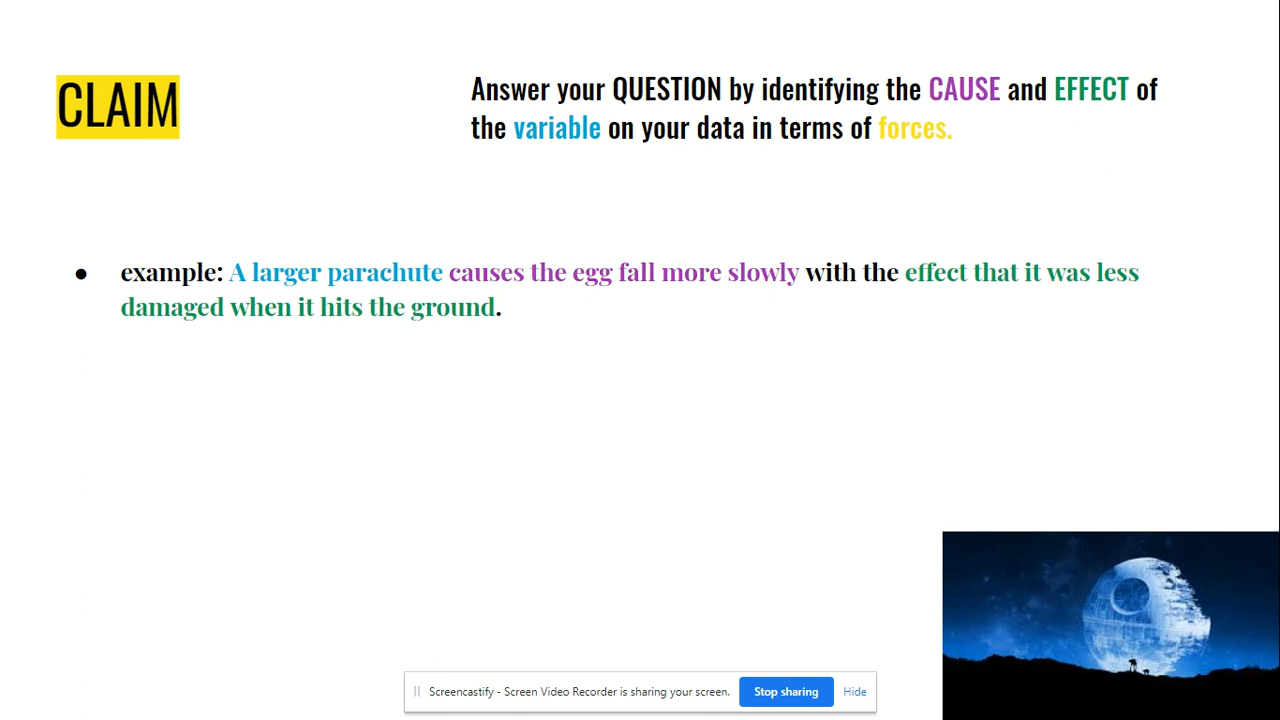 CLAIM
Answer your QUESTION by identifying the CAUSE and EFFECT of
the variable on your data in terms of forces.
● example: A larger parachute causes the egg fall more slowly with the effect that it was less
damaged when it hits the ground.
Screencastify - Screen Video Recorder is sharing your screen. Stop sharing Hide